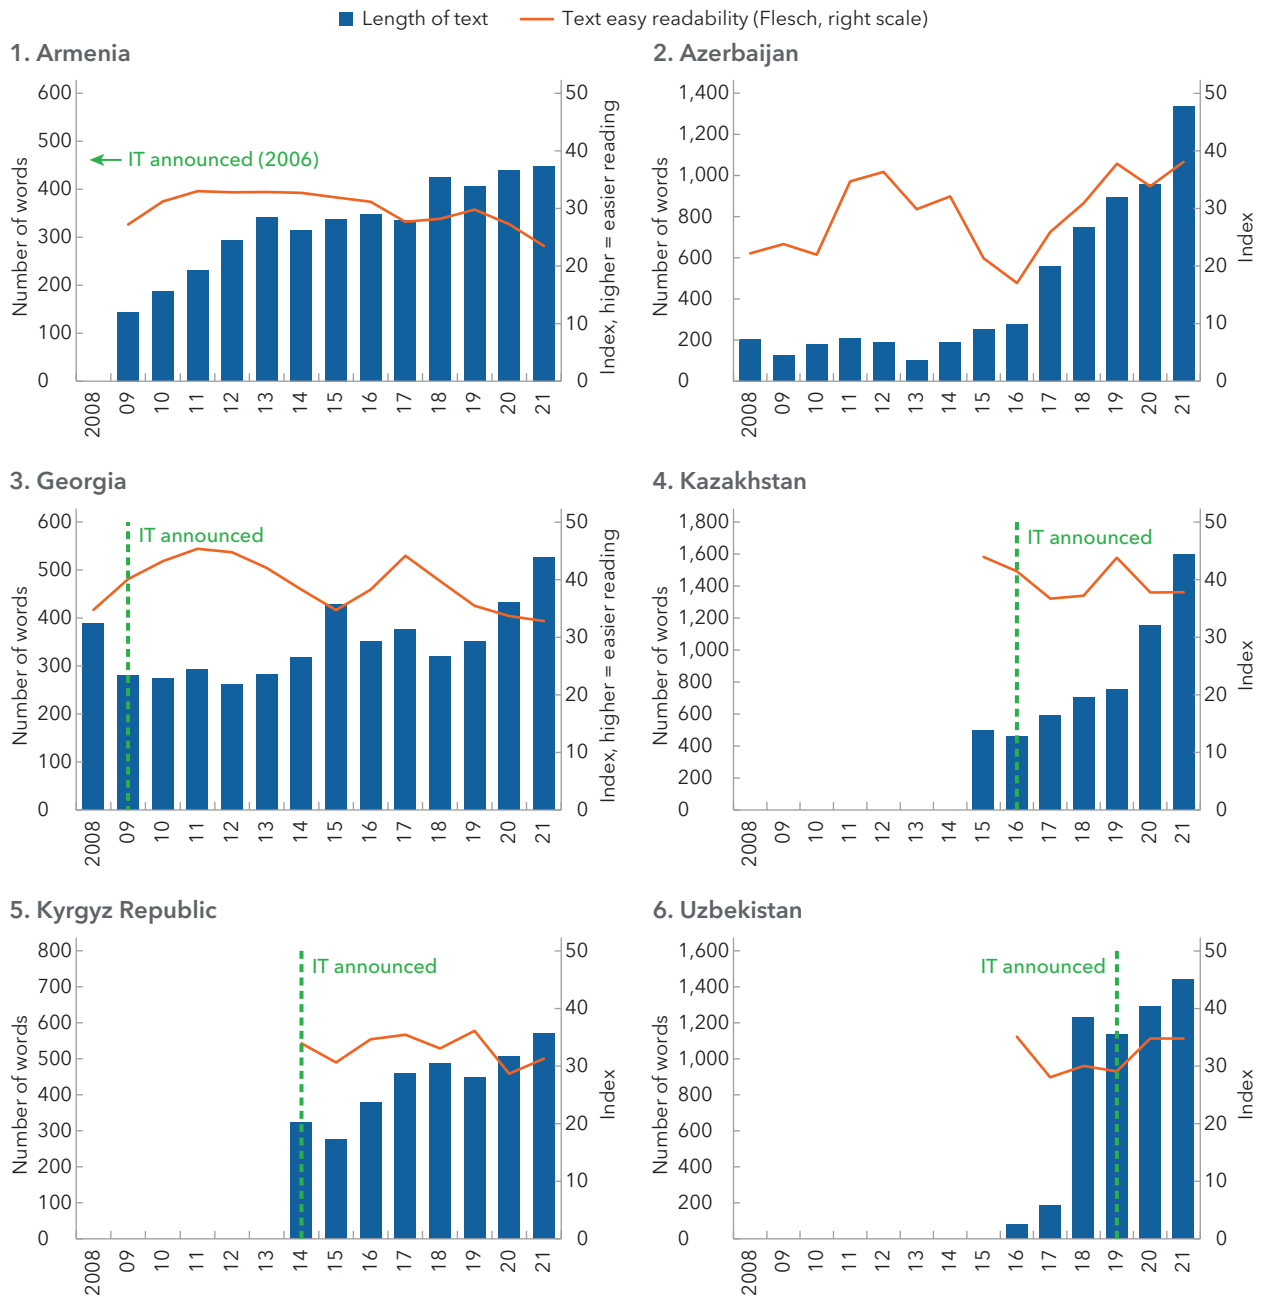 Length of text Text easy readability (Flesch, right scale)
1. Armenia
Number of words
600
500
400
300
200
100
0
IT announced (2006)
50
40
30
20
10
0
Index, higher = easier reading
2008 09 10 11 12 13 14 15 16 17 18 19 20 21
2. Azerbaijan
Number of words
1,400
1,200
1,000
800
600
400
200
0
50
40
30
20
10
0
Index
2008 09 10 11 12 13 14 15 16 17 18 19 20 21
3. Georgia
Number of words
600
500
400
300
200
100
0
IT announced
50
40
30
20
10
0
Index, higher = easier reading
2008 09 10 11 12 13 14 15 16 17 18 19 20 21
4. Kazakhstan
Number of words
1,800
1,600
1,400
1,200
1,000
800
600
400
200
0
IT announced
50
40
30
20
10
0
Index
2008 09 10 11 12 13 14 15 16 17 18 19 20 21
5. Kyrgyz Republic
Number of words
800
700
600
500
400
300
200
100
0
IT announced
50
40
30
20
10
0
Index
2008 09 10 11 12 13 14 15 16 17 18 19 20 21
6. Uzbekistan
Number of words
1,600
1,400
1,200
1,000
800
600
400
200
0
IT announced
50
40
30
20
10
0
Index
2008 09 10 11 12 13 14 15 16 17 18 19 20 21